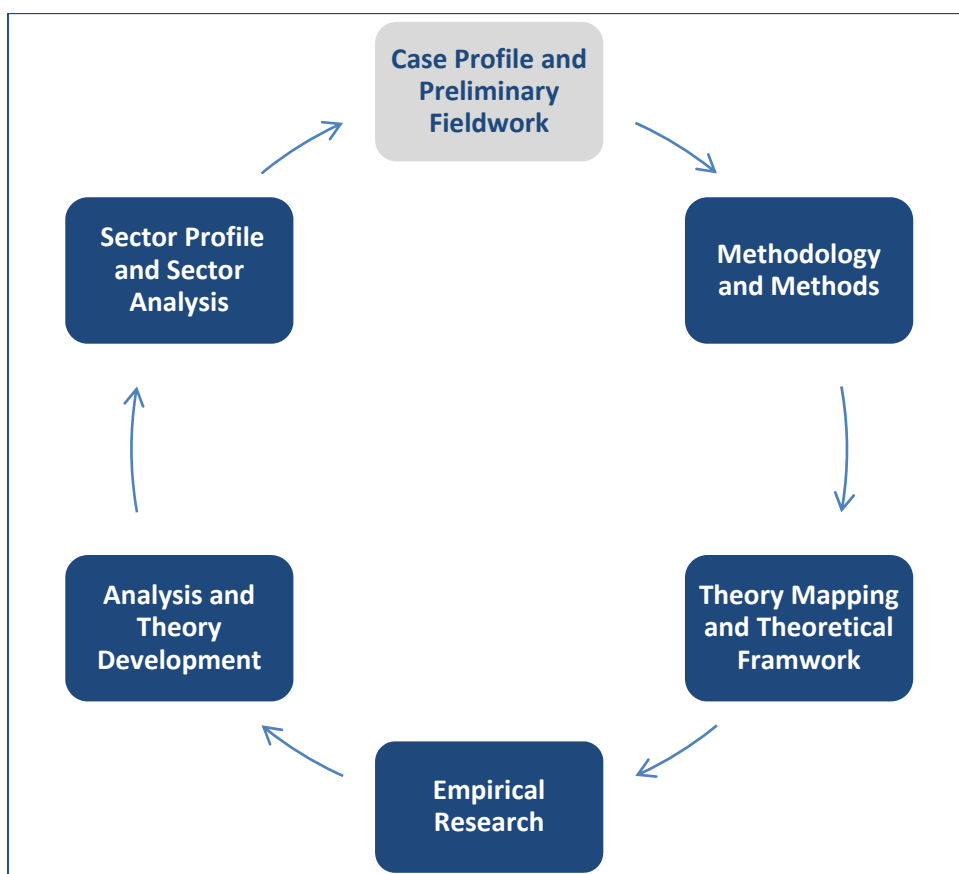 Case Profile and
Preliminary
Fieldwork
Methodology
and Methods
Theory Mapping
and Theoretical
Framwork
Empirical
Research
Analysis and
Theory
Development
Sector Profile
and Sector
Analysis